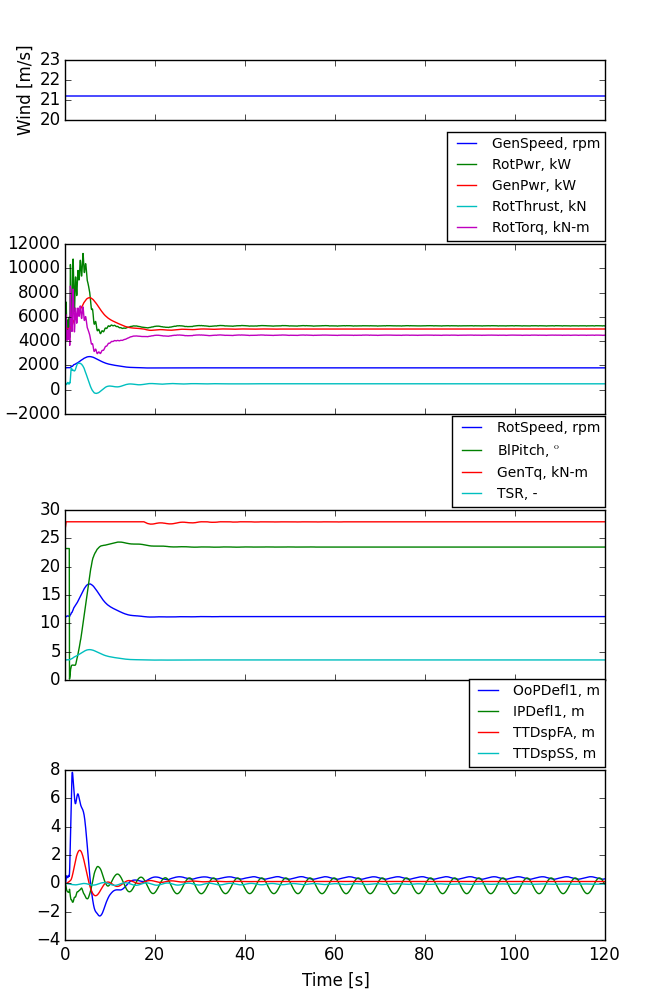 Wind [m/s]
23
22
21
20
GenSpeed, rpm
RotPwr, kW
GenPwr, kW
RotThrust, kN
RotTorq, kN-m
12000
10000
8000
6000
4000
2000
0
−2000
RotSpeed, rpm
BlPitch, °
GenTq, kN-m
TSR, -
30
25
20
15
10
5
0
OoPDefl1, m
IPDefl1, m
TTDspFA, m
TTDspSS, m
8
6
4
2
0
−2
−4
0 20 40 60 80 100 120
Time [s]